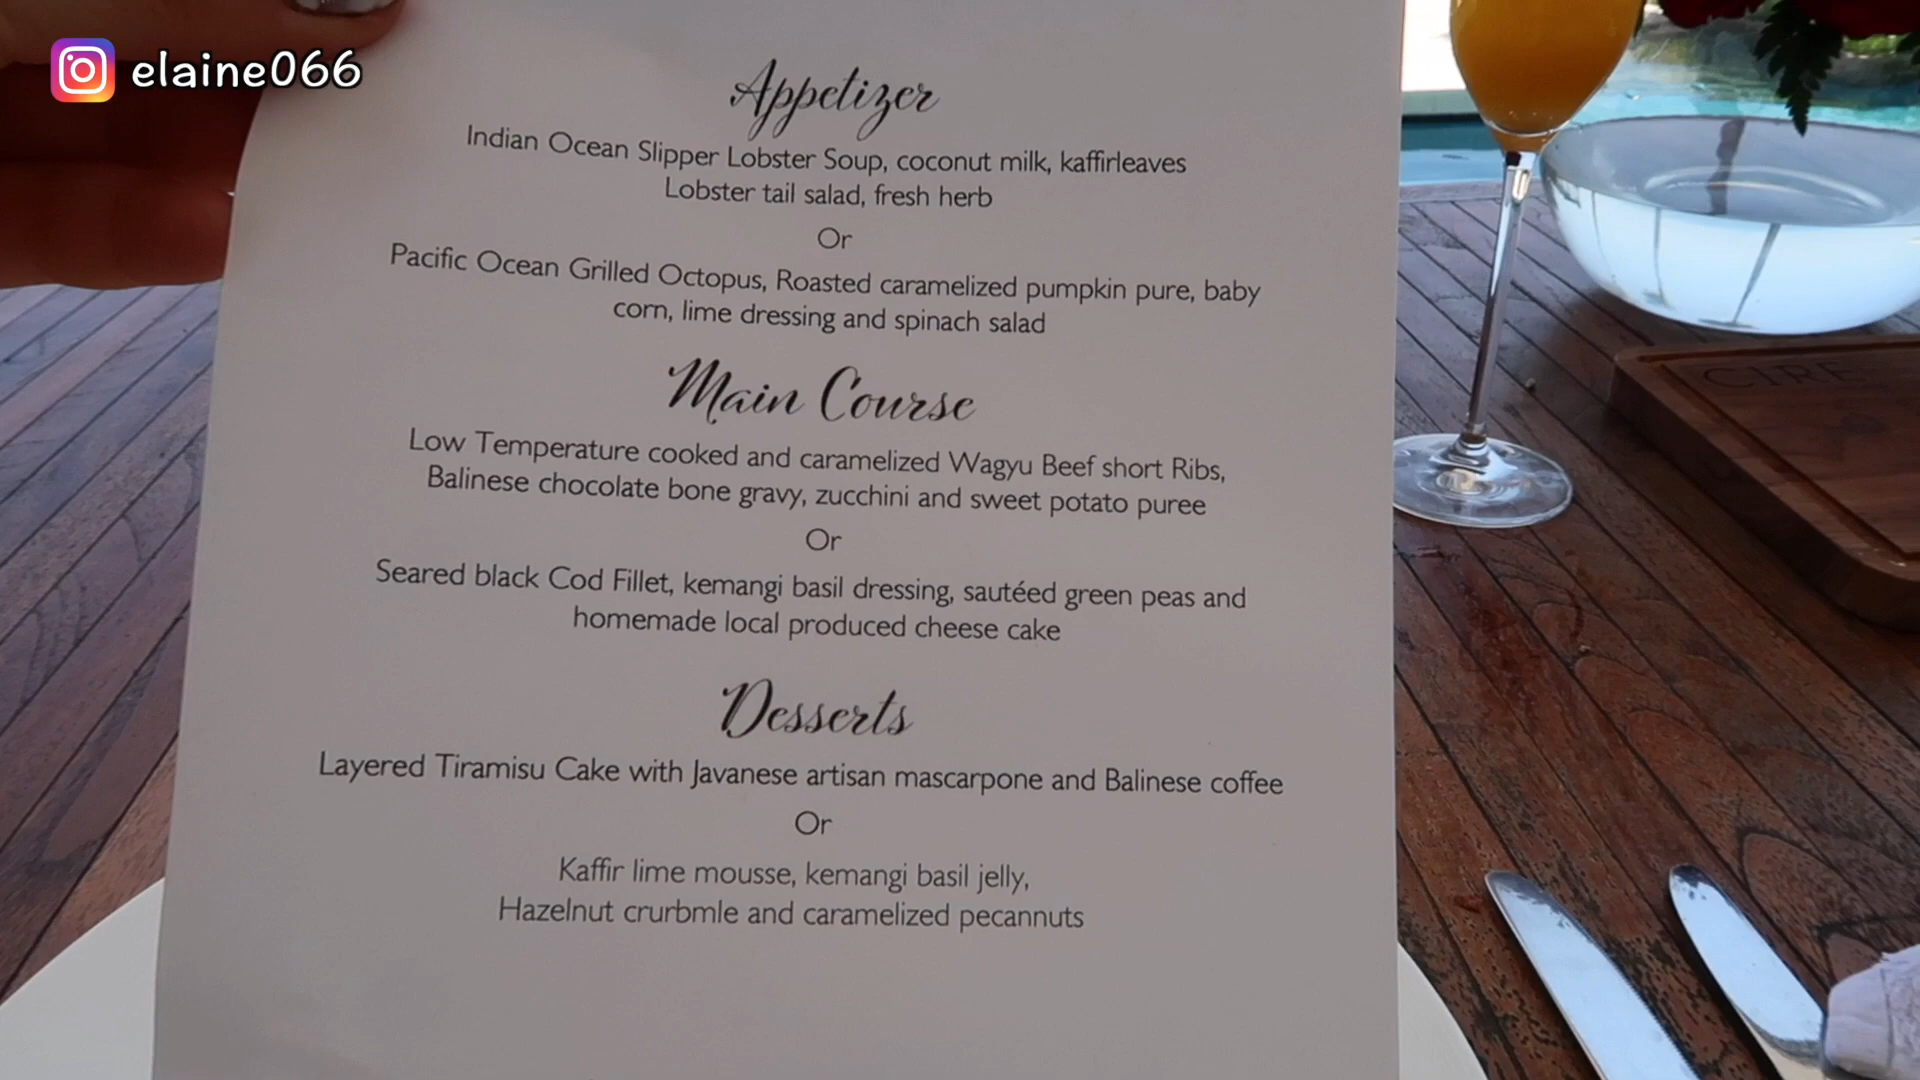 elaine066
Appetizer
Indian Ocean Slipper Lobster Soup, coconut milk, kaffirleaves
Lobster tail salad, fresh herb
Or
Pacific Ocean Grilled Octopus, Roasted caramelized pumpkin pure, baby
corn, lime dressing and spinach salad
Main Course
Low Temperature cooked and caramelized Wagyu Beef short Ribs,
Balinese chocolate bone gravy, zucchini and sweet potato puree
Or
Seared black Cod Fillet, kemangi basil dressing, sautéed green peas and
homemade local produced cheese cake
Desserts
Layered Tiramisu Cake with Javanese artisan mascarpone and Balinese coffee
Or
Kaffir lime mousse, kemangi basil jelly,
Hazelnut crurbmle and caramelized pecannuts
CIRE